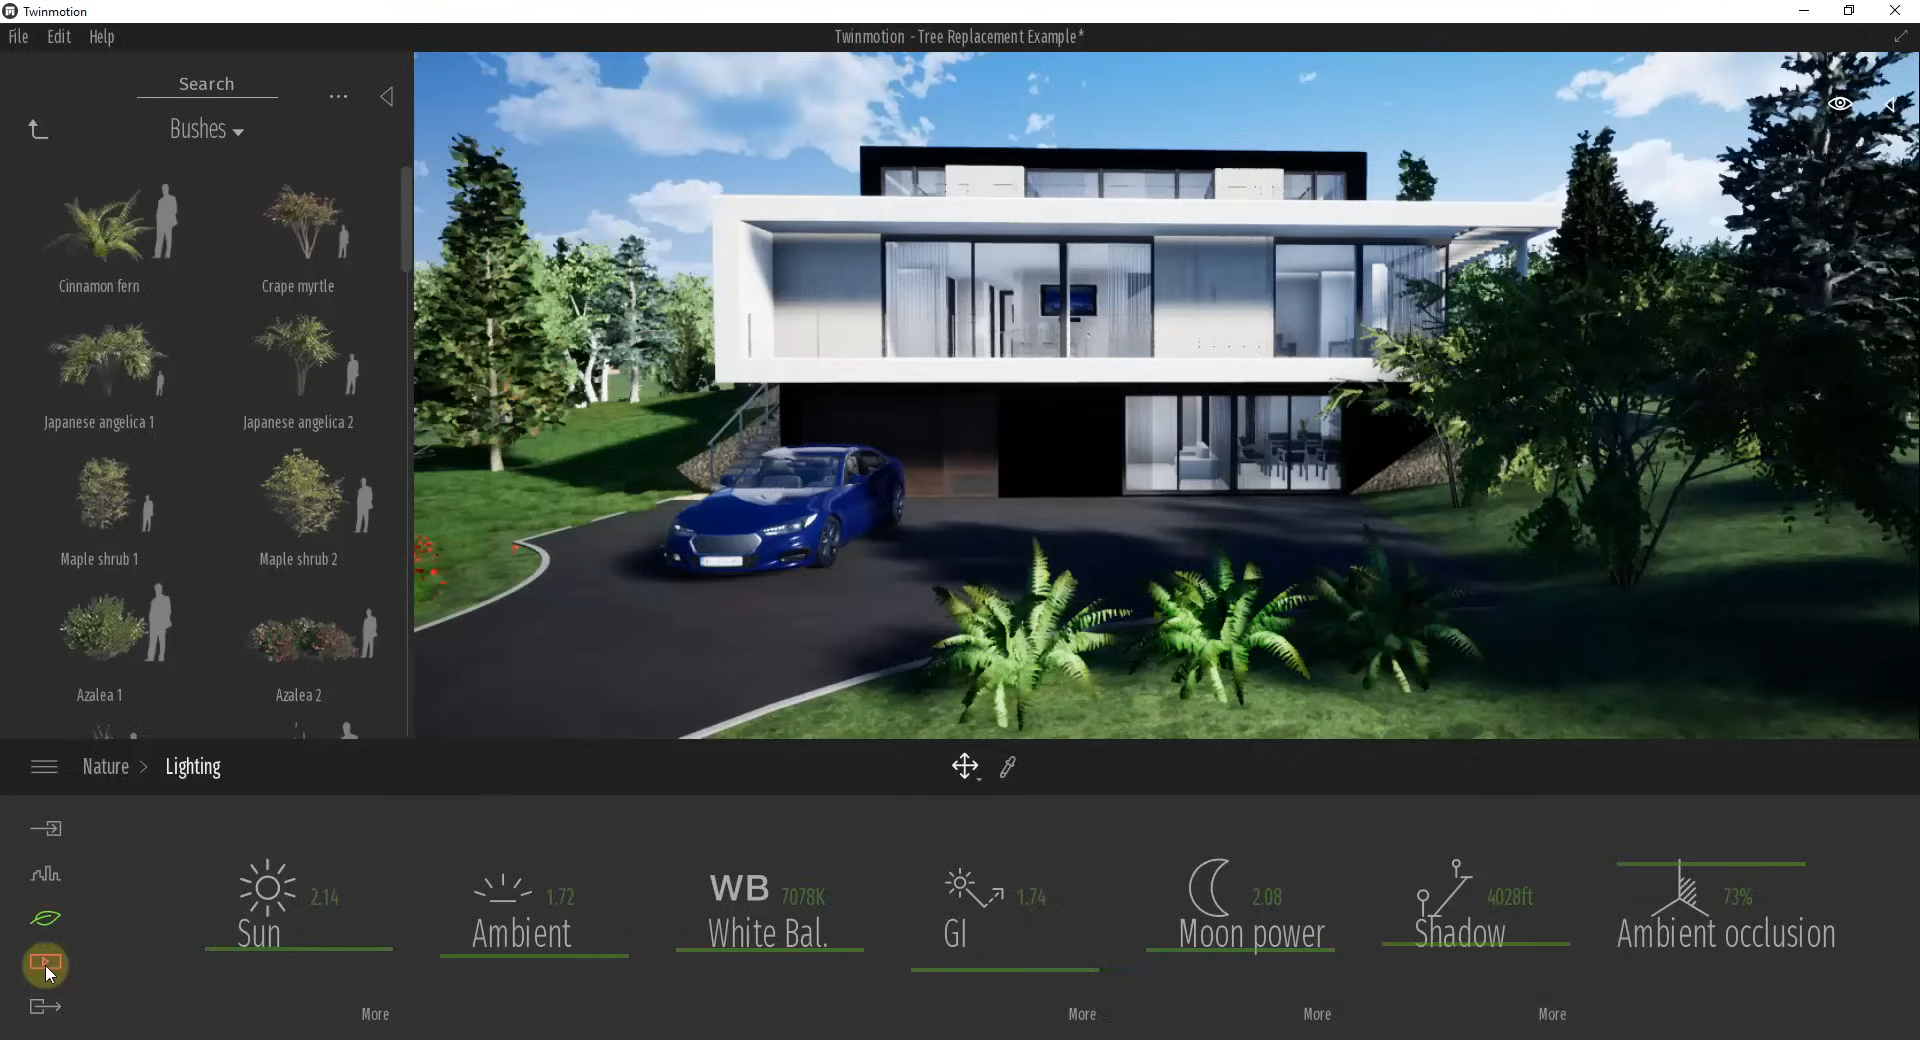 Twinmotion
File Edit Help
Twinmotion - Tree Replacement Example*
Search
...
Bushes
Cinnamon fern
Crape myrtle
Japanese angelica 1
Japanese angelica 2
Maple shrub 1
Maple shrub 2
Azalea 1
Azalea 2
Nature > Lighting
2.14
Sun
More
1.72
Ambient
WB 7078K
White Bal.
1.74
GI
More
2.08
Moon power
More
4028ft
Shadow
More
73%
Ambient occlusion